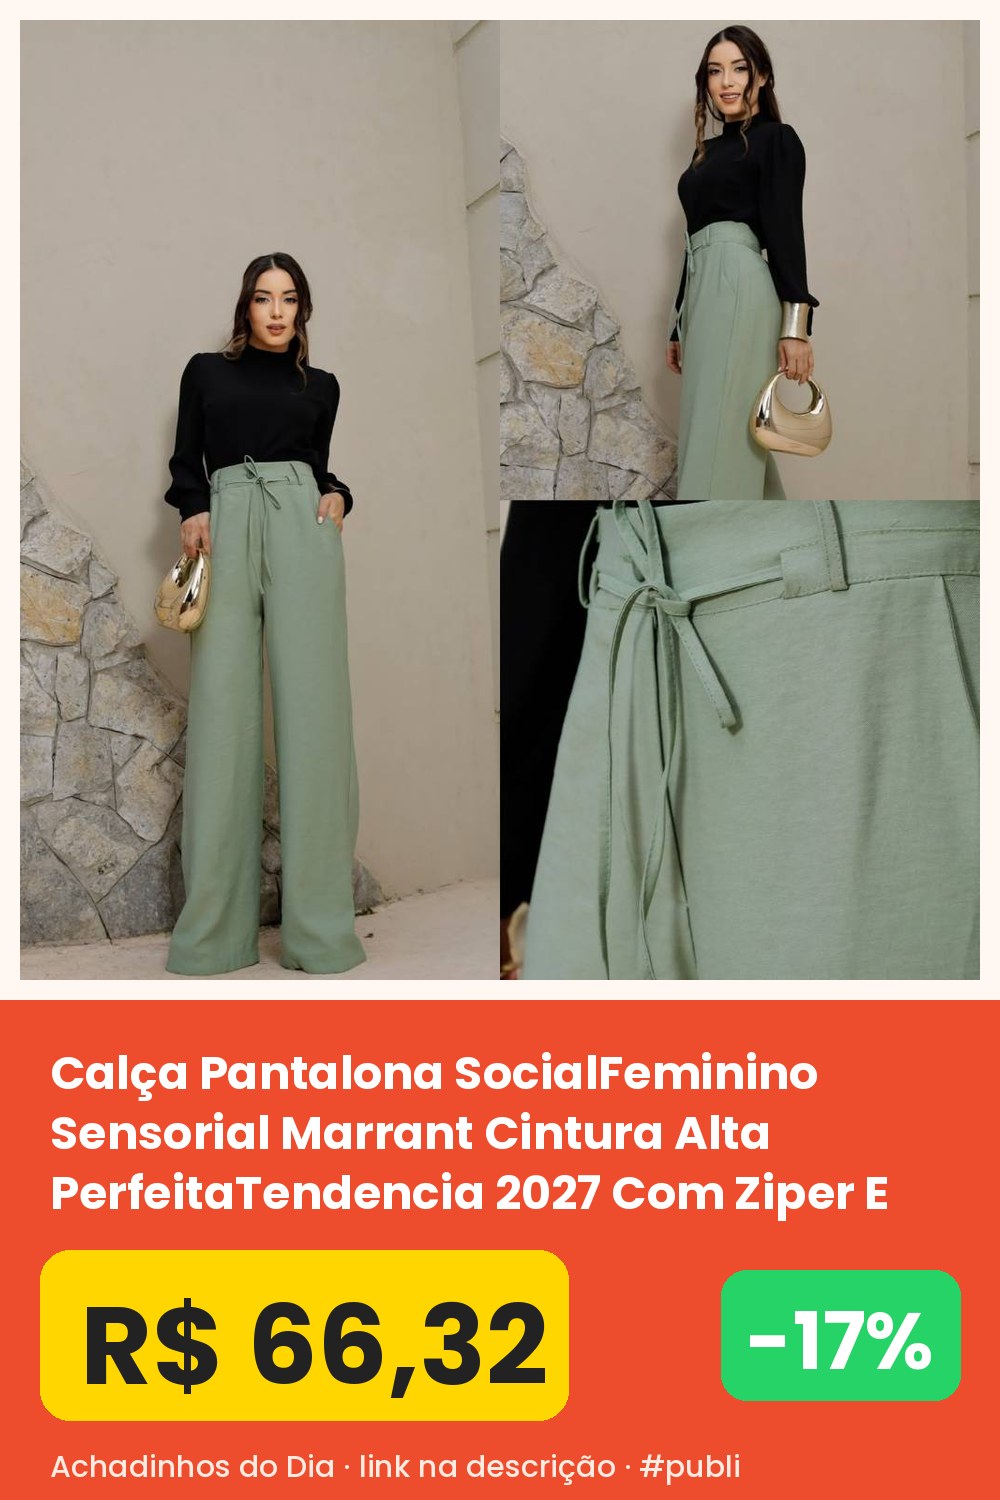 Calça Pantalona SocialFeminino
Sensorial Marrant Cintura Alta
PerfeitaTendencia 2027 Com Ziper E
R$ 66,32
-17%
Achadinhos do Dia · link na descrição · #publi